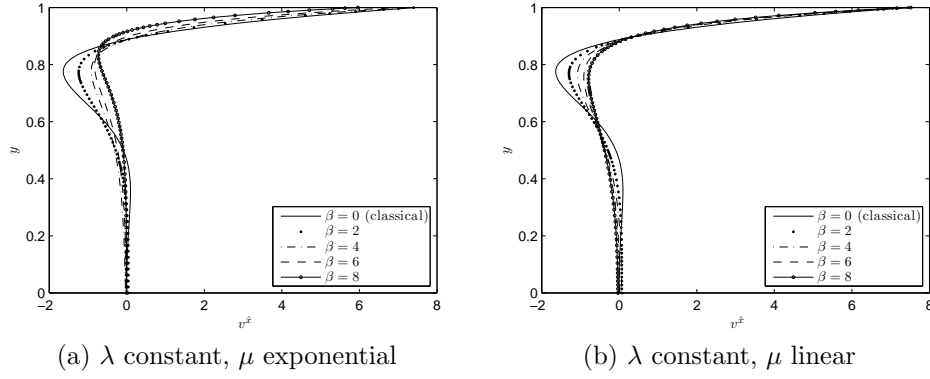 1
0.8
0.6
0.4
0.2
0
y
−2
0
2
4
6
8
v^x̂
β = 0 (classical)
β = 2
β = 4
β = 6
β = 8
(a) λ constant, μ exponential
1
0.8
0.6
0.4
0.2
0
y
−2
0
2
4
6
8
v^x̂
β = 0 (classical)
β = 2
β = 4
β = 6
β = 8
(b) λ constant, μ linear